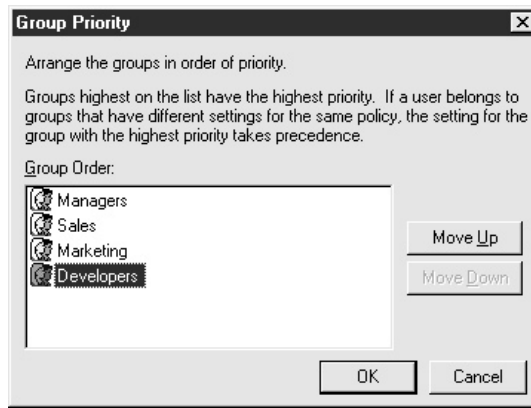 Group Priority
Arrange the groups in order of priority.
Groups highest on the list have the highest priority. If a user belongs to
groups that have different settings for the same policy, the setting for the
group with the highest priority takes precedence.
Group Order:
Managers
Sales
Marketing
Developers
Move Up
Move Down
OK
Cancel